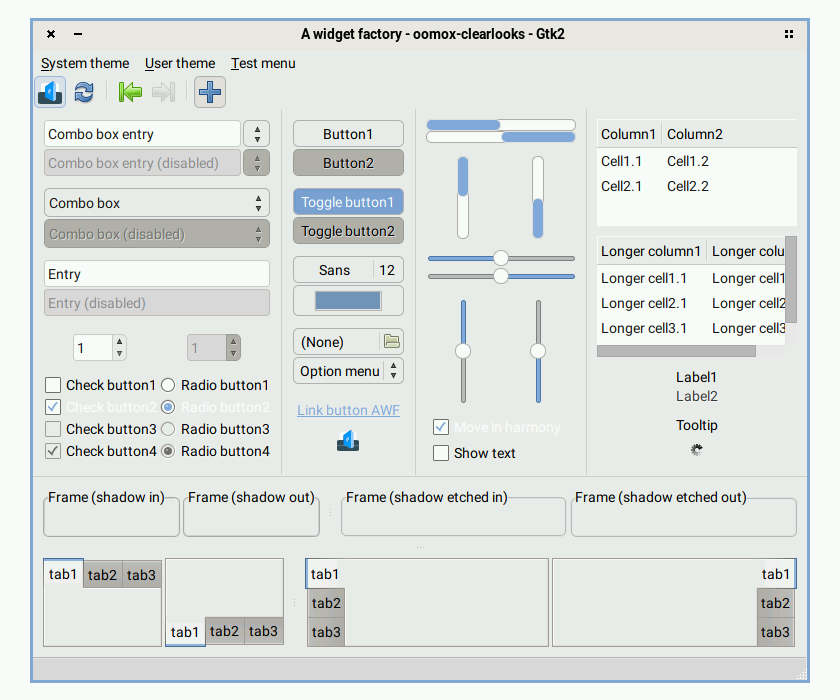 A widget factory - oomox-clearlooks - Gtk2
System theme User theme Test menu
Combo box entry
Combo box entry (disabled)
Combo box
Combo box (disabled)
Entry
Entry (disabled)
1 1
Check button1 Radio button1
Check button2 Radio button2
Check button3 Radio button3
Check button4 Radio button4
Button1
Button2
Toggle button1
Toggle button2
Sans 12
(None)
Option menu
Link button AWF
Move in harmony
Show text
Column1 Column2
Cell1.1 Cell1.2
Cell2.1 Cell2.2
Longer column1 Longer colu
Longer cell1.1 Longer cell1
Longer cell2.1 Longer cell2
Longer cell3.1 Longer cell3
Label1
Label2
Tooltip
Frame (shadow in) Frame (shadow out) Frame (shadow etched in) Frame (shadow etched out)
tab1 tab2 tab3
tab1 tab2 tab3
tab1
tab2
tab3
tab1
tab2
tab3